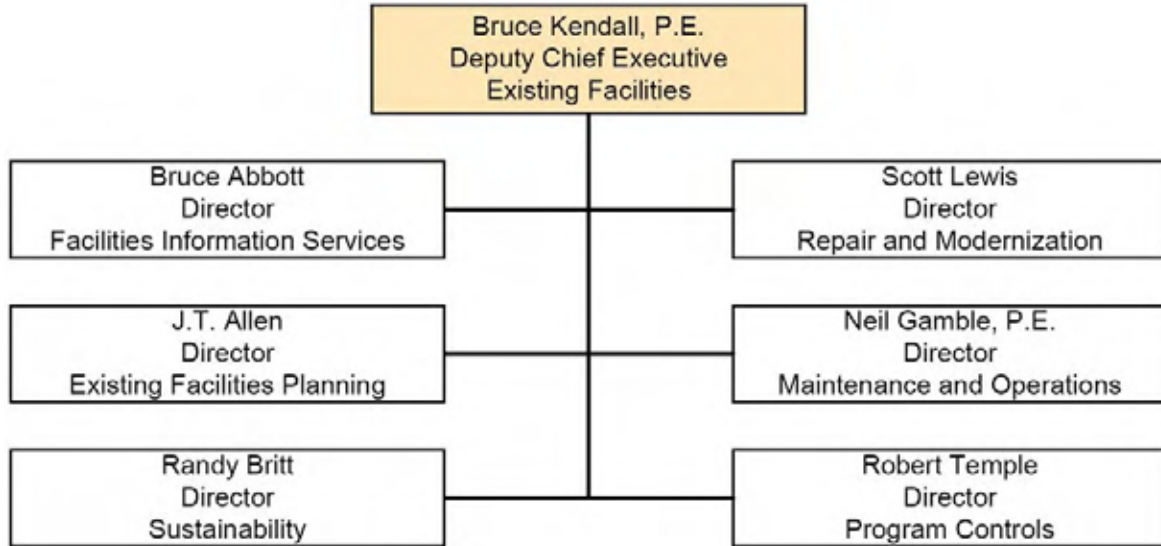 Bruce Kendall, P.E.
Deputy Chief Executive
Existing Facilities
Bruce Abbott
Director
Facilities Information Services
Scott Lewis
Director
Repair and Modernization
J.T. Allen
Director
Existing Facilities Planning
Neil Gamble, P.E.
Director
Maintenance and Operations
Randy Britt
Director
Sustainability
Robert Temple
Director
Program Controls